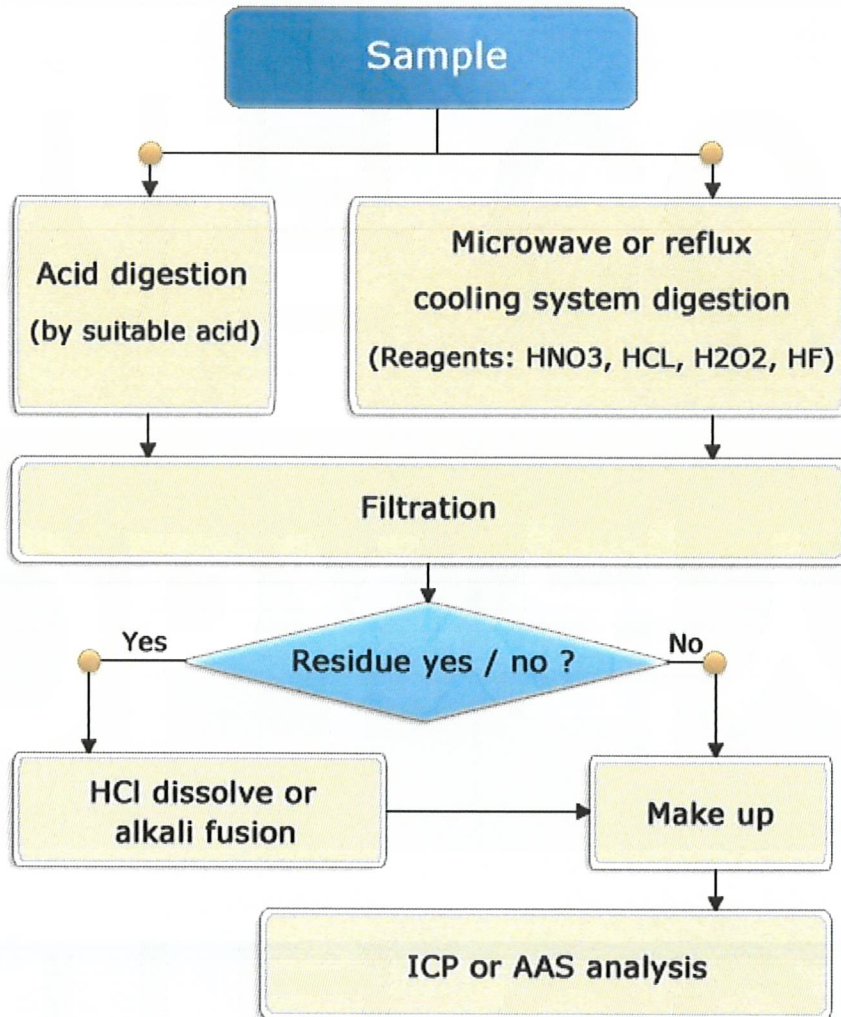 Sample
Acid digestion
(by suitable acid)
Microwave or reflux
cooling system digestion
(Reagents: HNO3, HCL, H2O2, HF)
Filtration
Yes
Residue yes / no ?
No
HCl dissolve or
alkali fusion
Make up
ICP or AAS analysis